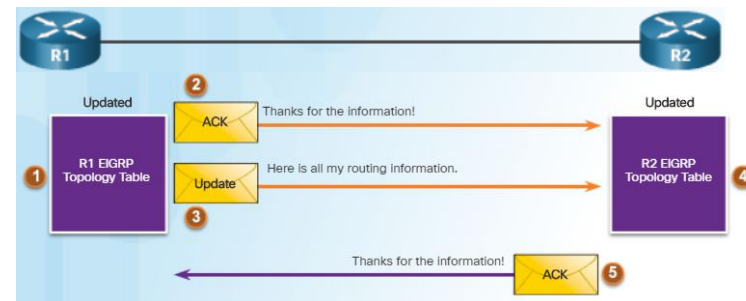 R1
R2
2
Updated
ACK
Thanks for the information!
Updated
1
R1 EIGRP
Topology Table
Update
Here is all my routing information.
R2 EIGRP
Topology Table
4
3
Thanks for the information!
ACK
5